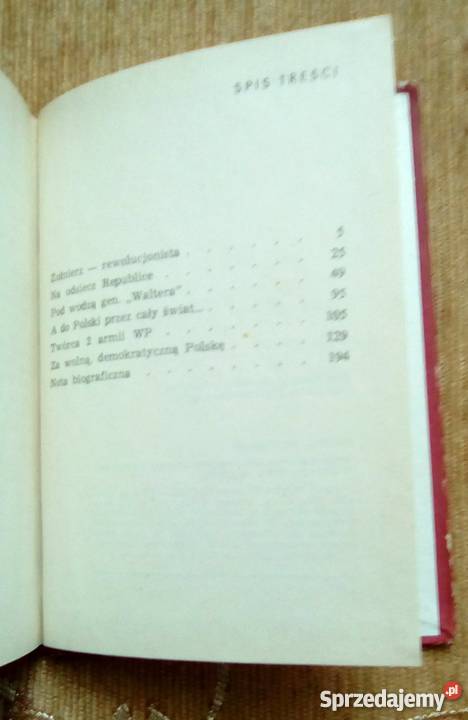 SPIS TREŚCI
Żołnierz — rewolucjonista . . . . . . 5
Na odsiecz Republice . . . . . . . 25
Pod wodzą gen. „Waltera" . . . . . . 49
A do Polski przez cały świat... . . . . . 95
Twórca 2 armii WP . . . . . . . 105
Za wolną, demokratyczną Polskę . . . . . 129
Nota biograficzna . . . . . . . . 194
Sprzedajemy.pl